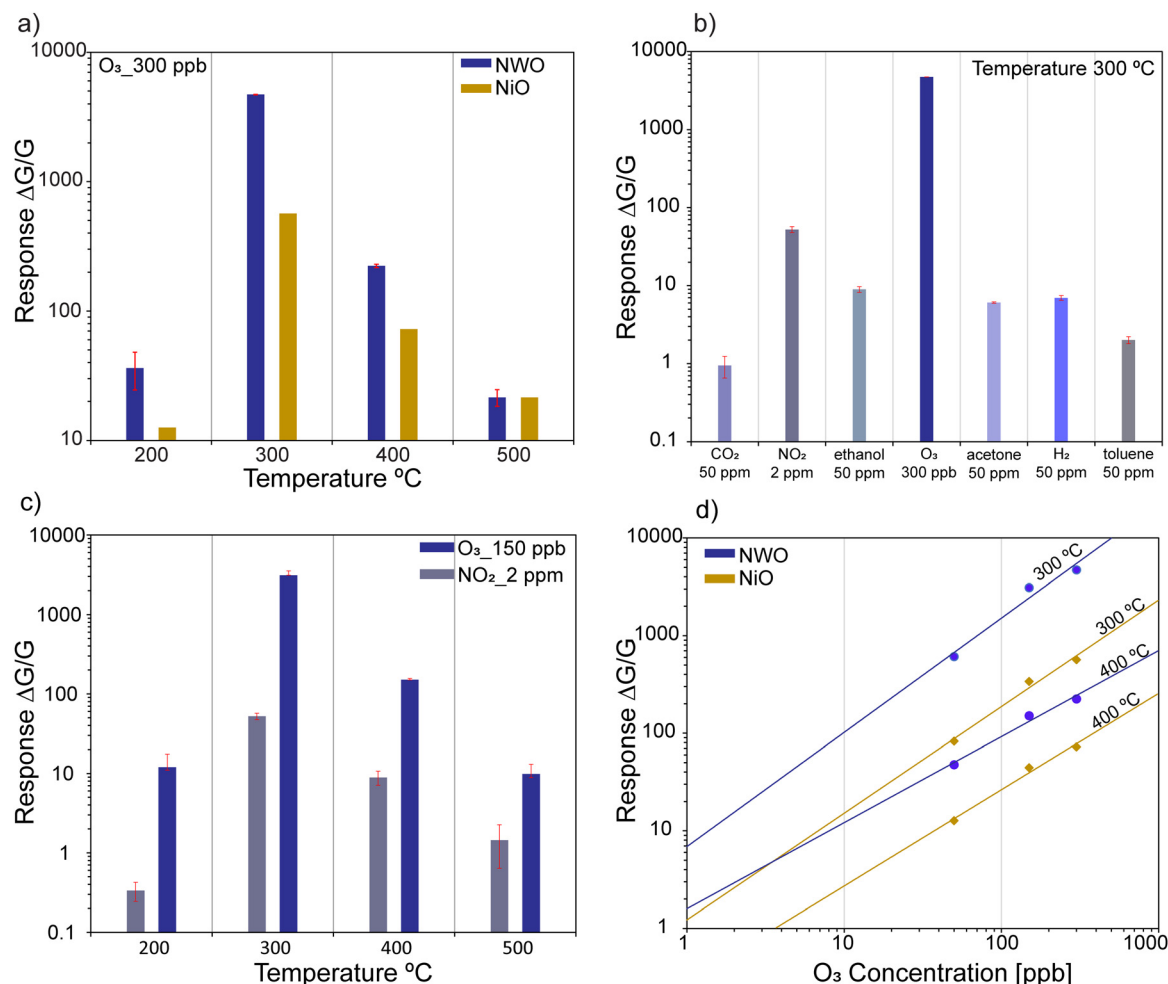 a)
O₃_300 ppb
NWO
NiO
10000
1000
100
10
Response ΔG/G
200 300 400 500
Temperature ºC
b)
Temperature 300 ºC
10000
1000
100
10
1
0.1
Response ΔG/G
CO₂ NO₂ ethanol O₃ acetone H₂ toluene
50 ppm 2 ppm 50 ppm 300 ppb 50 ppm 50 ppm 50 ppm
c)
O₃_150 ppb
NO₂_2 ppm
10000
1000
100
10
1
0.1
Response ΔG/G
200 300 400 500
Temperature ºC
d)
NWO
NiO
300 ºC
300 ºC
400 ºC
400 ºC
10000
1000
100
10
1
Response ΔG/G
1 10 100 1000
O₃ Concentration [ppb]